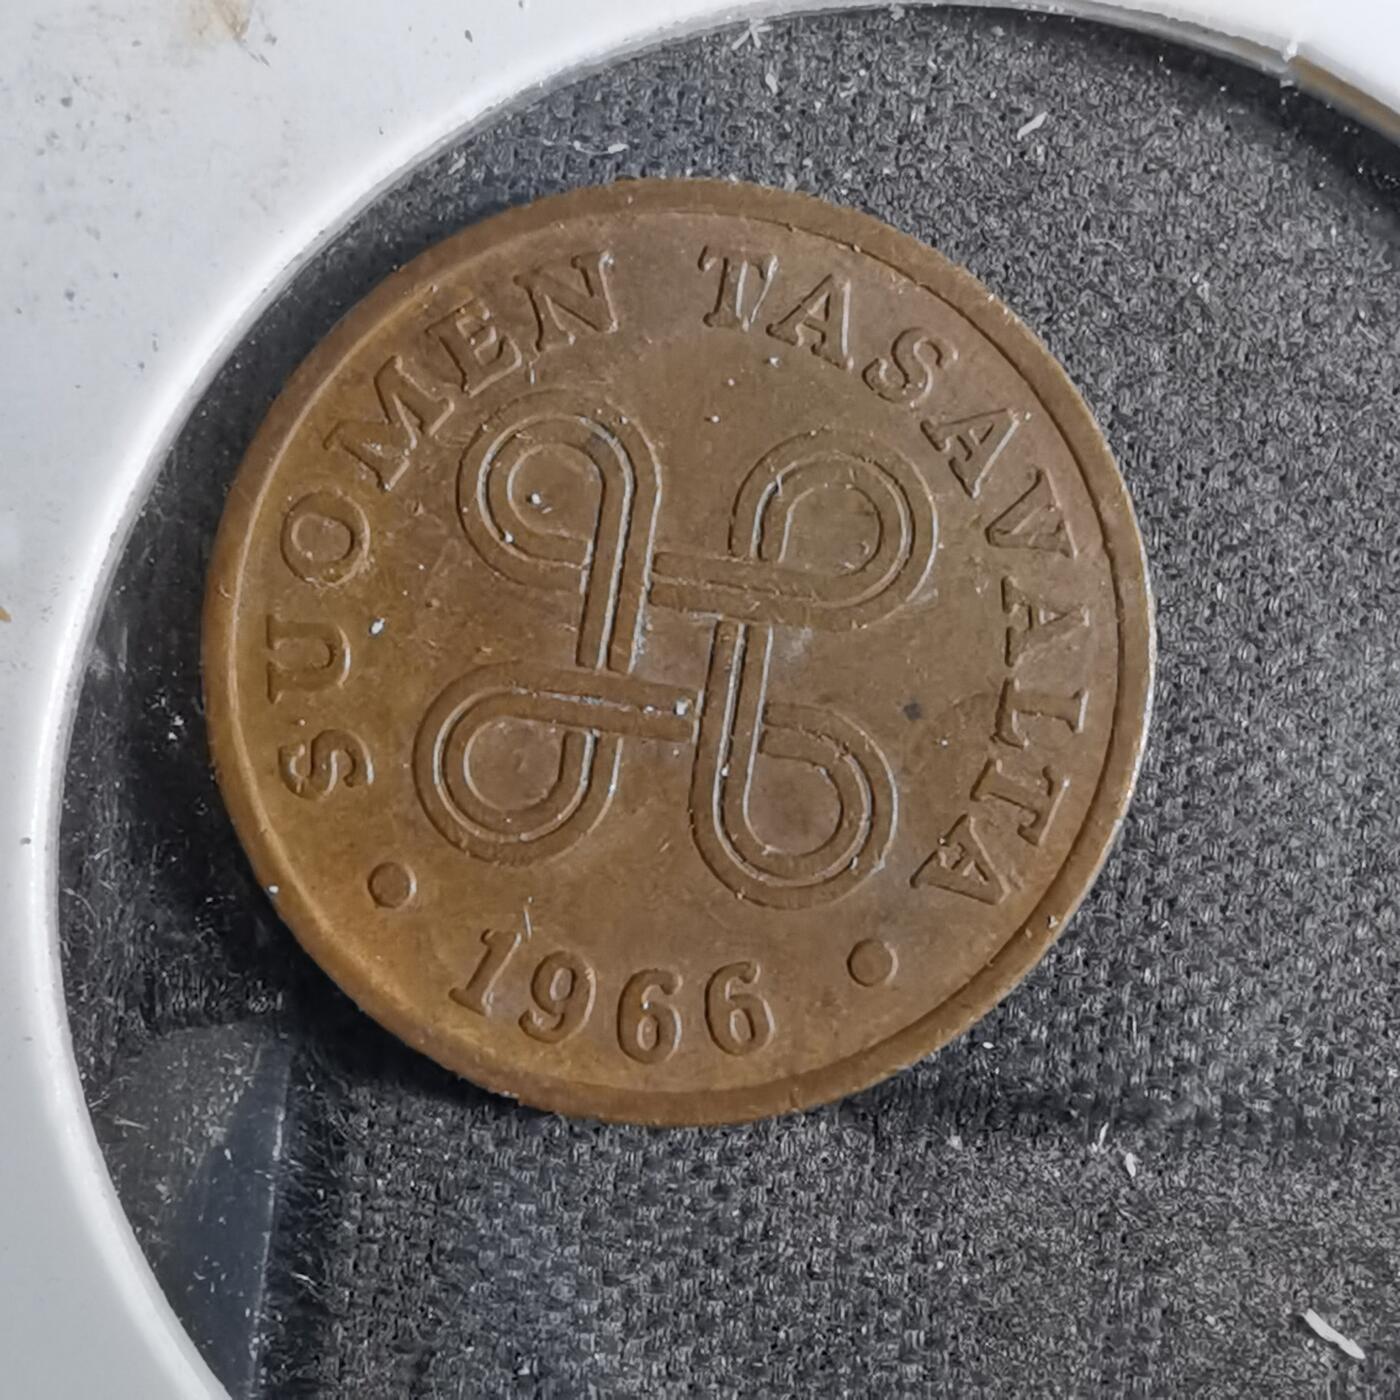 SUOMEN TASAVALTA
• 1966 •